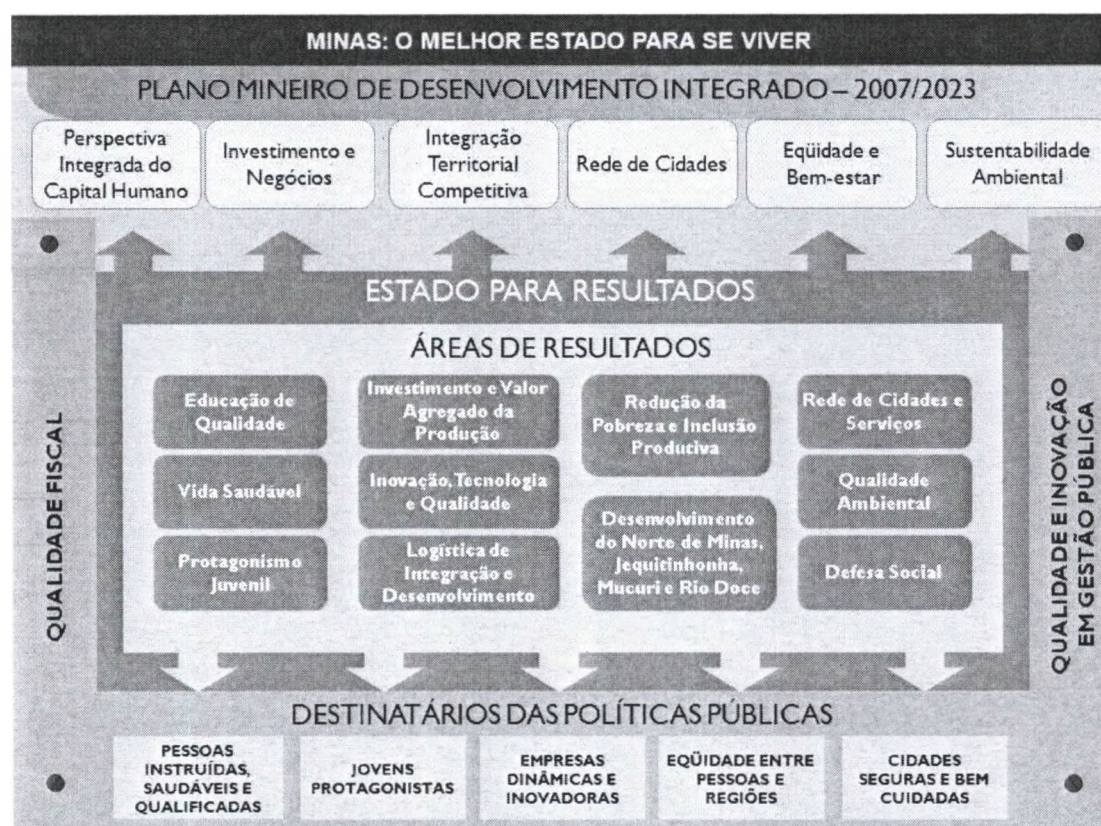 MINAS: O MELHOR ESTADO PARA SE VIVER
PLANO MINEIRO DE DESENVOLVIMENTO INTEGRADO – 2007/2023
Perspectiva
Integrada do
Capital Humano
Investimento e
Negócios
Integração
Territorial
Competitiva
Rede de Cidades
Eqüidade e
Bem-estar
Sustentabilidade
Ambiental
ESTADO PARA RESULTADOS
ÁREAS DE RESULTADOS
Educação de
Qualidade
Vida Saudável
Protagonismo
Juvenil
Investimento e Valor
Agregado da
Produção
Inovação, Tecnologia
e Qualidade
Logística de
Integração e
Desenvolvimento
Redução da
Pobreza e Inclusão
Produtiva
Desenvolvimento
do Norte de Minas,
Jequitinhonha,
Mucuri e Rio Doce
Rede de Cidades e
Serviços
Qualidade
Ambiental
Defesa Social
QUALIDADE FISCAL
QUALIDADE E INOVAÇÃO
EM GESTÃO PÚBLICA
DESTINATÁRIOS DAS POLÍTICAS PÚBLICAS
PESSOAS
INSTRUÍDAS,
SAUDÁVEIS E
QUALIFICADAS
JOVENS
PROTAGONISTAS
EMPRESAS
DINÂMICAS E
INOVADORAS
EQÜIDADE ENTRE
PESSOAS E
REGIÕES
CIDADES
SEGURAS E BEM
CUIDADAS